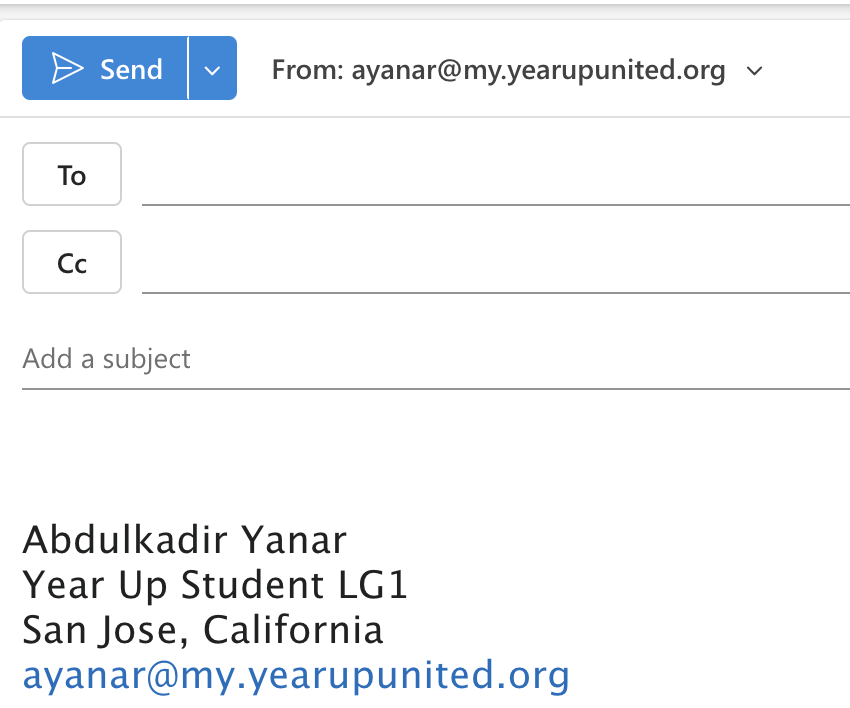 Send
From: ayanar@my.yearupunited.org
To
Cc
Add a subject
Abdulkadir Yanar
Year Up Student LG1
San Jose, California
ayanar@my.yearupunited.org